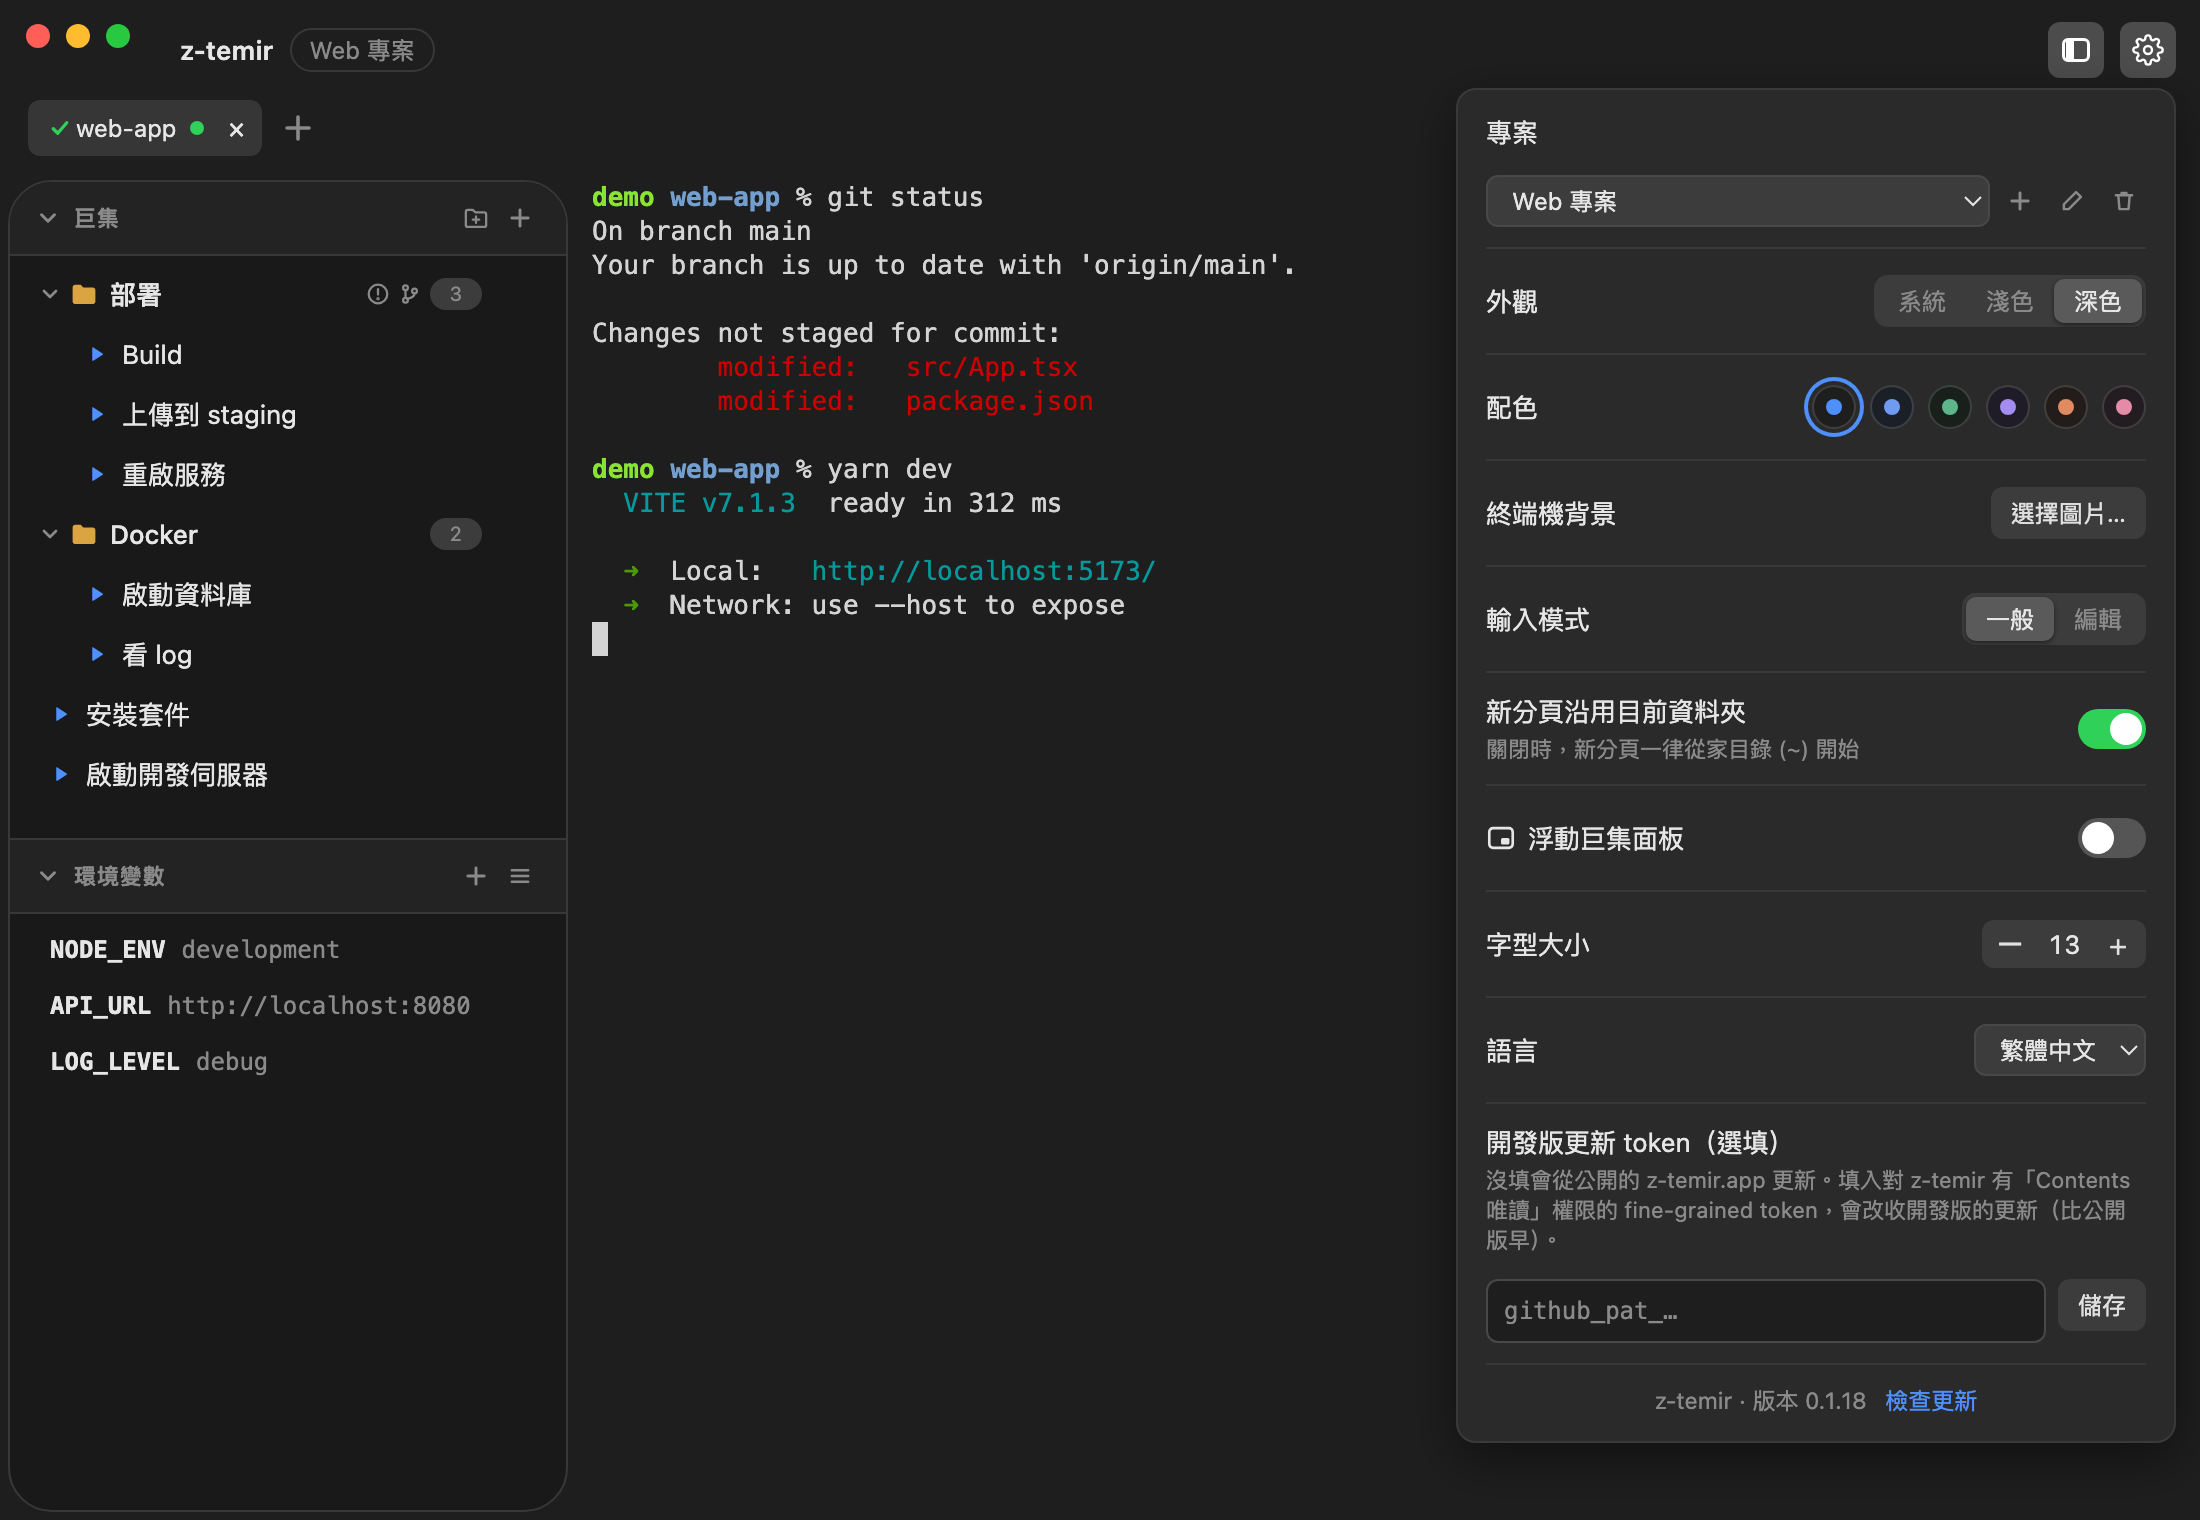 z-temir Web 專案
web-app
巨集
部署 3
Build
上傳到 staging
重啟服務
Docker 2
啟動資料庫
看 log
安裝套件
啟動開發伺服器
環境變數
NODE_ENV development
API_URL http://localhost:8080
LOG_LEVEL debug
demo web-app % git status
On branch main
Your branch is up to date with 'origin/main'.
Changes not staged for commit:
modified: src/App.tsx
modified: package.json
demo web-app % yarn dev
VITE v7.1.3 ready in 312 ms
➜ Local: http://localhost:5173/
➜ Network: use --host to expose
專案
Web 專案
外觀 系統 淺色 深色
配色
終端機背景 選擇圖片...
輸入模式 一般 編輯
新分頁沿用目前資料夾
關閉時，新分頁一律從家目錄 (~) 開始
浮動巨集面板
字型大小 — 13 +
語言 繁體中文
開發版更新 token（選填）
沒填會從公開的 z-temir.app 更新。填入對 z-temir 有「Contents
唯讀」權限的 fine-grained token，會改收開發版的更新（比公開
版早）。
github_pat_… 儲存
z-temir · 版本 0.1.18 檢查更新